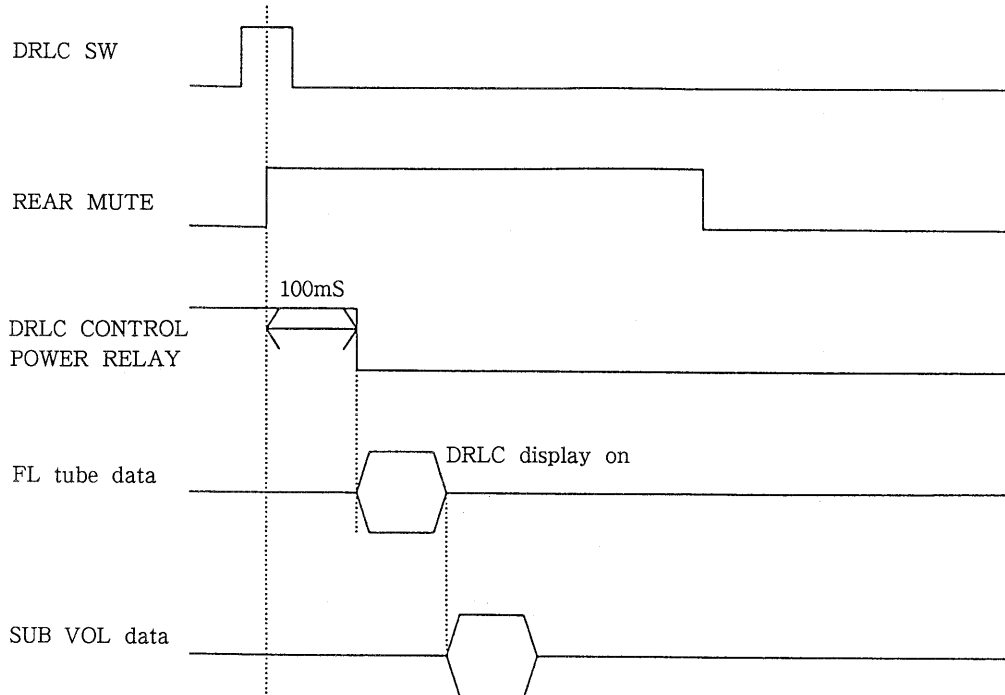 DRLC SW
REAR MUTE
100mS
DRLC CONTROL
POWER RELAY
DRLC display on
FL tube data
SUB VOL data